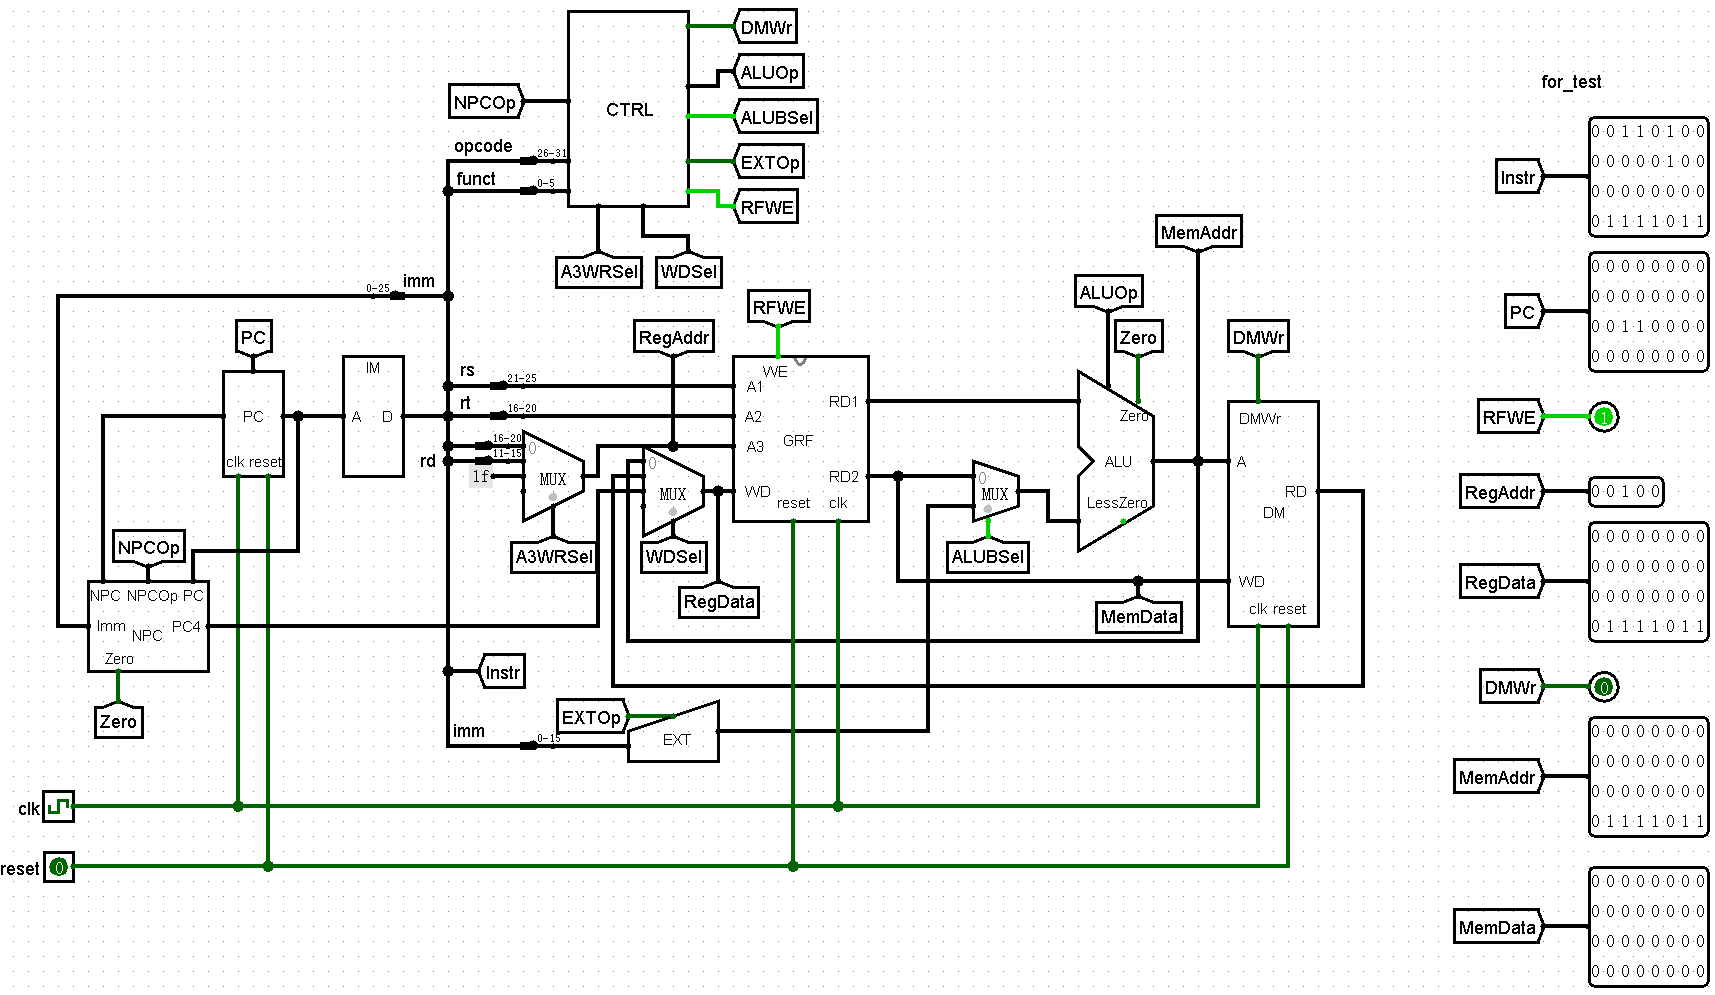 DMWr
ALUOp
NPCOp
CTRL
ALUBSel
opcode
26-31
EXTOp
funct
0-5
RFWE
A3WRSel
WDSel
MemAddr
imm
0-25
ALUOp
RFWE
PC
RegAddr
Zero
DMWr
IM
WE
rs
21-25
A1
PC
A
D
rt
16-20
A2
RD1
Zero
DMWr
GRF
16-20
0
A3
clk reset
rd
11-15
1f
MUX
0
MUX
WD
RD2
0
MUX
ALU
A
RD
reset
clk
LessZero
DM
NPCOp
A3WRSel
WDSel
ALUBSel
NPC NPCOp PC
RegData
WD
MemData
clk reset
Imm
NPC
PC4
Zero
Instr
Zero
EXTOp
imm
0-15
EXT
clk
reset
0
for_test
Instr
0 0 1 1 0 1 0 0
0 0 0 0 0 1 0 0
0 0 0 0 0 0 0 0
0 1 1 1 1 0 1 1
PC
0 0 0 0 0 0 0 0
0 0 0 0 0 0 0 0
0 0 1 1 0 0 0 0
0 0 0 0 0 0 0 0
RFWE
1
RegAddr
0 0 1 0 0
RegData
0 0 0 0 0 0 0 0
0 0 0 0 0 0 0 0
0 0 0 0 0 0 0 0
0 1 1 1 1 0 1 1
DMWr
0
MemAddr
0 0 0 0 0 0 0 0
0 0 0 0 0 0 0 0
0 0 0 0 0 0 0 0
0 1 1 1 1 0 1 1
MemData
0 0 0 0 0 0 0 0
0 0 0 0 0 0 0 0
0 0 0 0 0 0 0 0
0 0 0 0 0 0 0 0